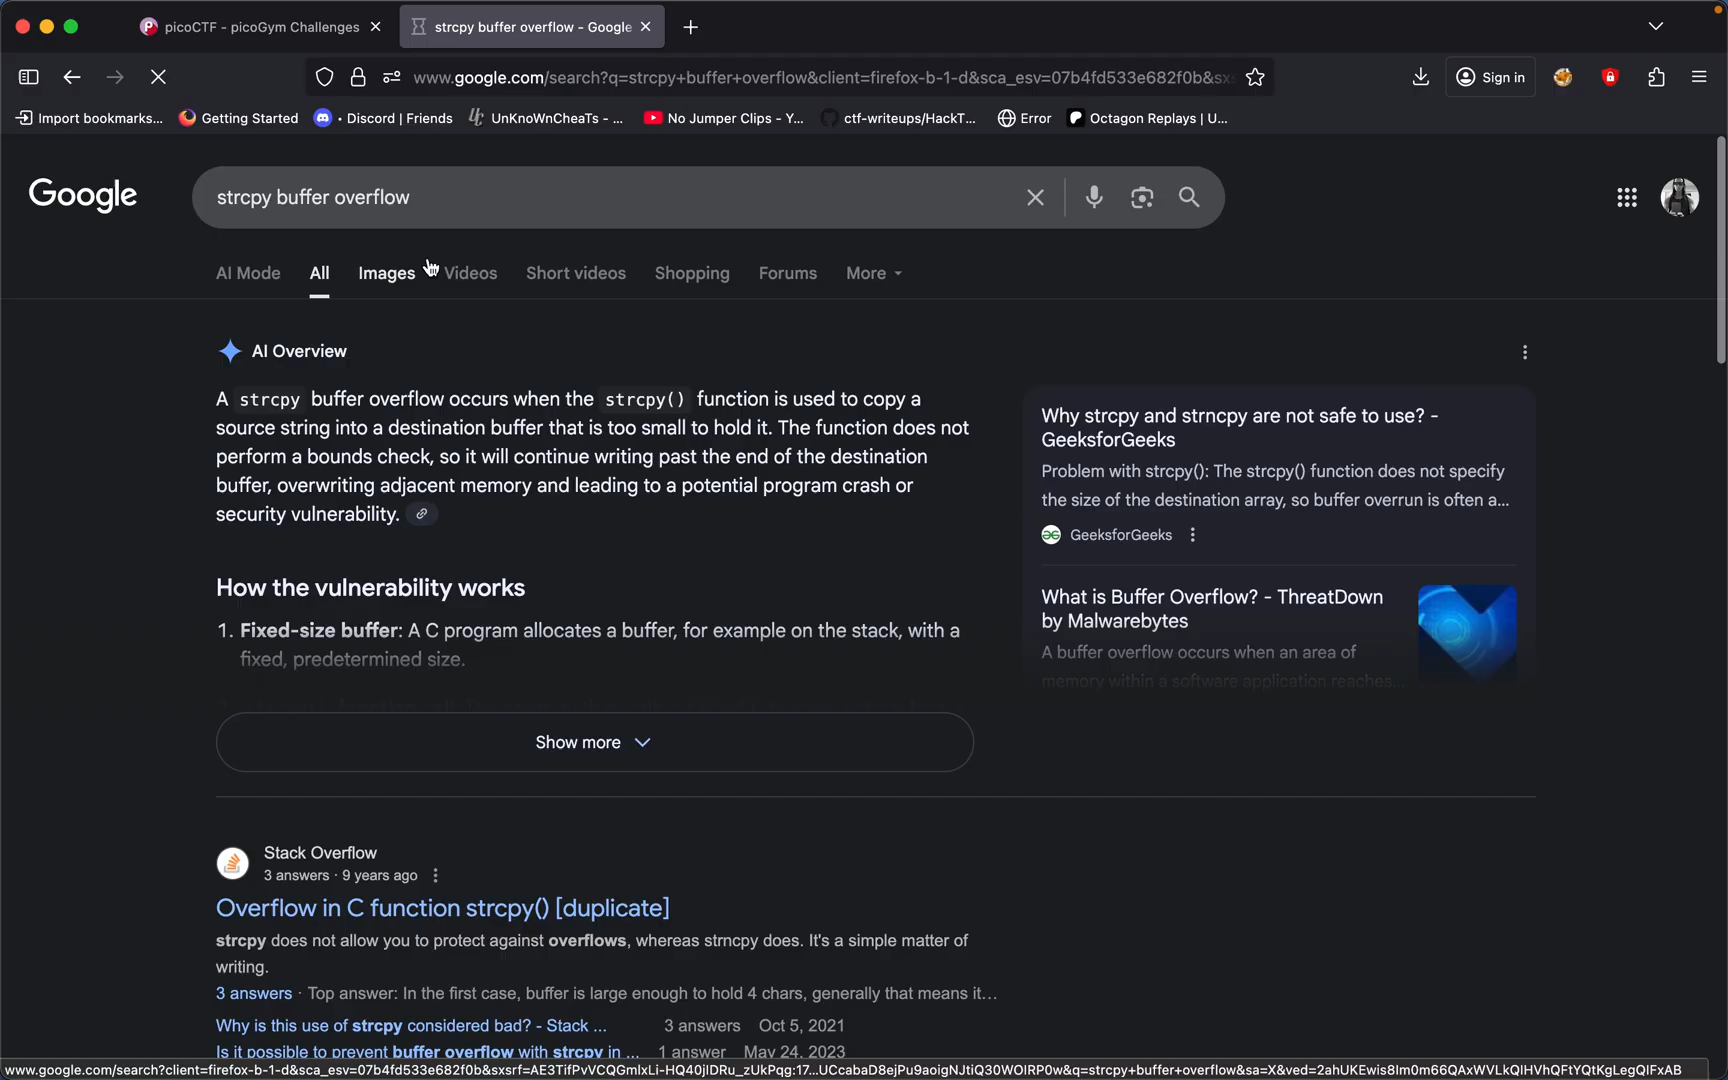 picoCTF - picoGym Challenges
strcpy buffer overflow - Google
www.google.com/search?q=strcpy+buffer+overflow&client=firefox-b-1-d&sca_esv=07b4fd533e682f0b&sx
Sign in
Import bookmarks...
Getting Started
• Discord | Friends
UnKnoWnCheaTs - ...
No Jumper Clips - Y...
ctf-writeups/HackT...
Error
Octagon Replays | U...
Google
strcpy buffer overflow
AI Mode
All
Images
Videos
Short videos
Shopping
Forums
More
AI Overview
A strcpy buffer overflow occurs when the strcpy() function is used to copy a
source string into a destination buffer that is too small to hold it. The function does not
perform a bounds check, so it will continue writing past the end of the destination
buffer, overwriting adjacent memory and leading to a potential program crash or
security vulnerability.
How the vulnerability works
1. Fixed-size buffer: A C program allocates a buffer, for example on the stack, with a
fixed, predetermined size.
Show more
Why strcpy and strncpy are not safe to use? -
GeeksforGeeks
Problem with strcpy(): The strcpy() function does not specify
the size of the destination array, so buffer overrun is often a...
GeeksforGeeks
What is Buffer Overflow? - ThreatDown
by Malwarebytes
A buffer overflow occurs when an area of
memory within a software application reaches...
Stack Overflow
3 answers · 9 years ago
Overflow in C function strcpy() [duplicate]
strcpy does not allow you to protect against overflows, whereas strncpy does. It's a simple matter of
writing.
3 answers · Top answer: In the first case, buffer is large enough to hold 4 chars, generally that means it...
Why is this use of strcpy considered bad? - Stack ... 3 answers Oct 5, 2021
Is it possible to prevent buffer overflow with strcpy in ... 1 answer May 24, 2023